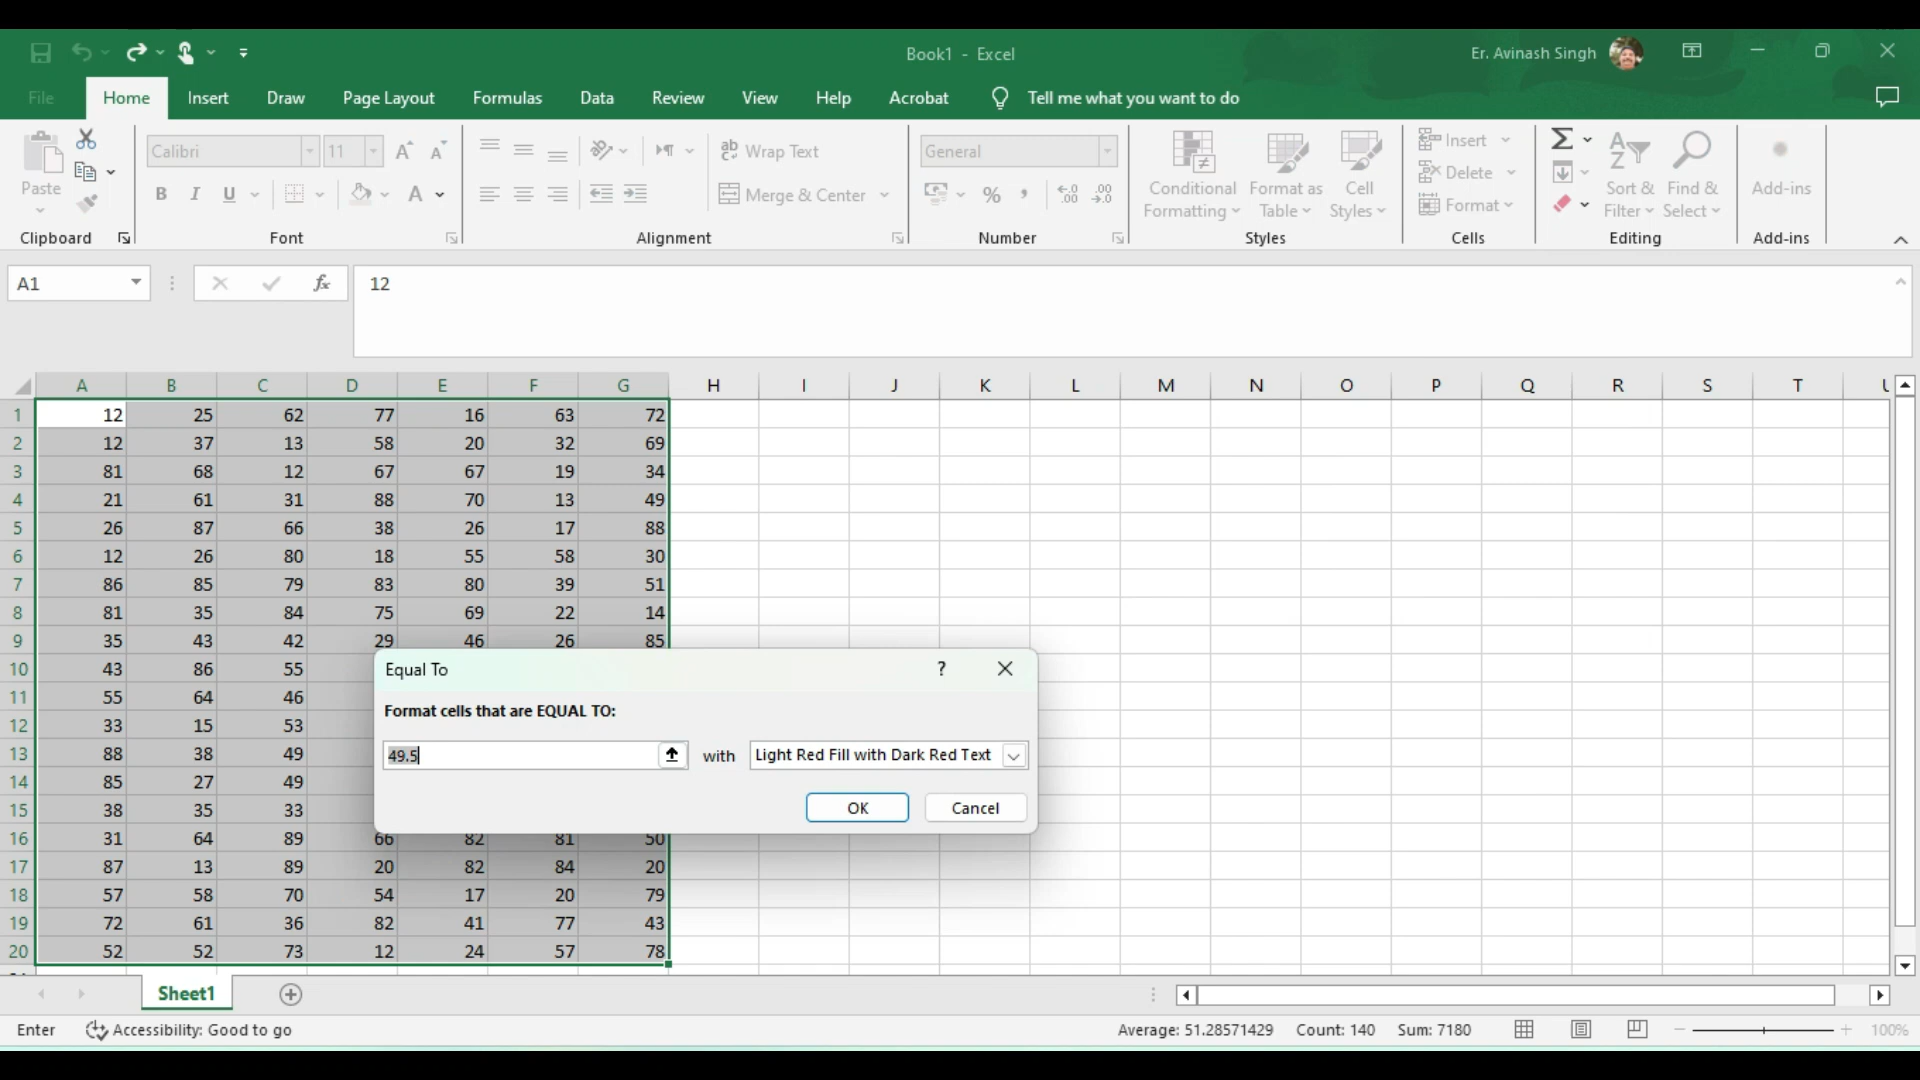 Book1 - Excel
Er. Avinash Singh
File Home Insert Draw Page Layout Formulas Data Review View Help Acrobat Tell me what you want to do
Paste
Clipboard
Calibri 11
B I U
Font
Wrap Text
Merge & Center
Alignment
General
Number
Conditional Formatting
Format as Table
Cell Styles
Styles
Insert
Delete
Format
Cells
Sort & Filter
Find & Select
Editing
Add-ins
Add-ins
A1 fx 12
A B C D E F G H I J K L M N O P Q R S T
1 12 25 62 77 16 63 72
2 12 37 13 58 20 32 69
3 81 68 12 67 67 19 34
4 21 61 31 88 70 13 49
5 26 87 66 38 26 17 88
6 12 26 80 18 55 58 30
7 86 85 79 83 80 39 51
8 81 35 84 75 69 22 14
9 35 43 42 29 46 26 85
10 43 86 55
11 55 64 46
12 33 15 53
13 88 38 49
14 85 27 49
15 38 35 33
16 31 64 89 66 82 81 50
17 87 13 89 20 82 84 20
18 57 58 70 54 17 20 79
19 72 61 36 82 41 77 43
20 52 52 73 12 24 57 78
Equal To ?
Format cells that are EQUAL TO:
49.5 with Light Red Fill with Dark Red Text
OK Cancel
Sheet1
Enter Accessibility: Good to go Average: 51.28571429 Count: 140 Sum: 7180 100%